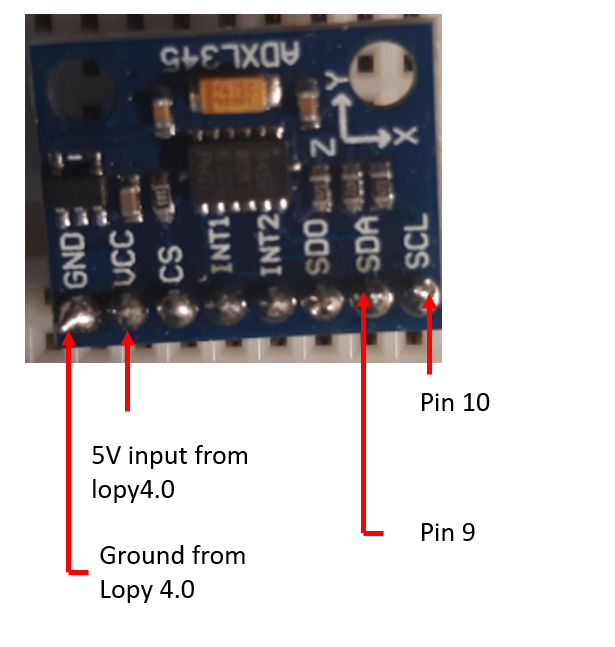 ADXL345
Y
X
Z
GND
VCC
CS
INT1
INT2
SDO
SDA
SCL
Pin 10
5V input from
lopy4.0
Pin 9
Ground from
Lopy 4.0